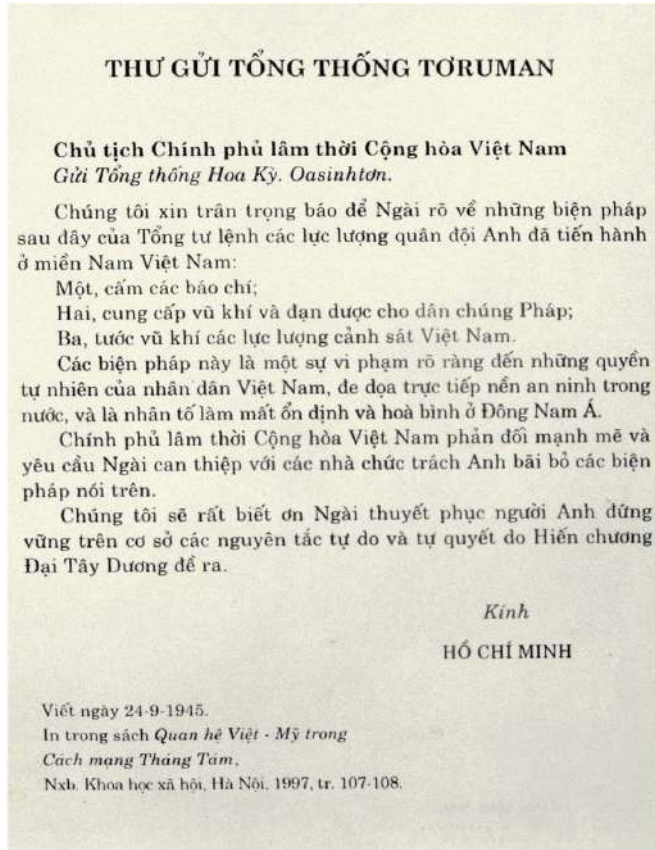 THƯ GỬI TỔNG THỐNG TƠRUMAN
Chủ tịch Chính phủ lâm thời Cộng hòa Việt Nam
Gửi Tổng thống Hoa Kỳ. Oasinhtơn.
Chúng tôi xin trân trọng báo để Ngài rõ về những biện pháp
sau đây của Tổng tư lệnh các lực lượng quân đội Anh đã tiến hành
ở miền Nam Việt Nam:
Một, cấm các báo chí;
Hai, cung cấp vũ khí và đạn dược cho dân chúng Pháp;
Ba, tước vũ khí các lực lượng cảnh sát Việt Nam.
Các biện pháp này là một sự vi phạm rõ ràng đến những quyền
tự nhiên của nhân dân Việt Nam, đe dọa trực tiếp nền an ninh trong
nước, và là nhân tố làm mất ổn định và hoà bình ở Đông Nam Á.
Chính phủ lâm thời Cộng hòa Việt Nam phản đối mạnh mẽ và
yêu cầu Ngài can thiệp với các nhà chức trách Anh bãi bỏ các biện
pháp nói trên.
Chúng tôi sẽ rất biết ơn Ngài thuyết phục người Anh đứng
vững trên cơ sở các nguyên tắc tự do và tự quyết do Hiến chương
Đại Tây Dương đề ra.
Kính
HỒ CHÍ MINH
Viết ngày 24-9-1945.
In trong sách Quan hệ Việt - Mỹ trong
Cách mạng Tháng Tám,
Nxb. Khoa học xã hội, Hà Nội, 1997, tr. 107-108.